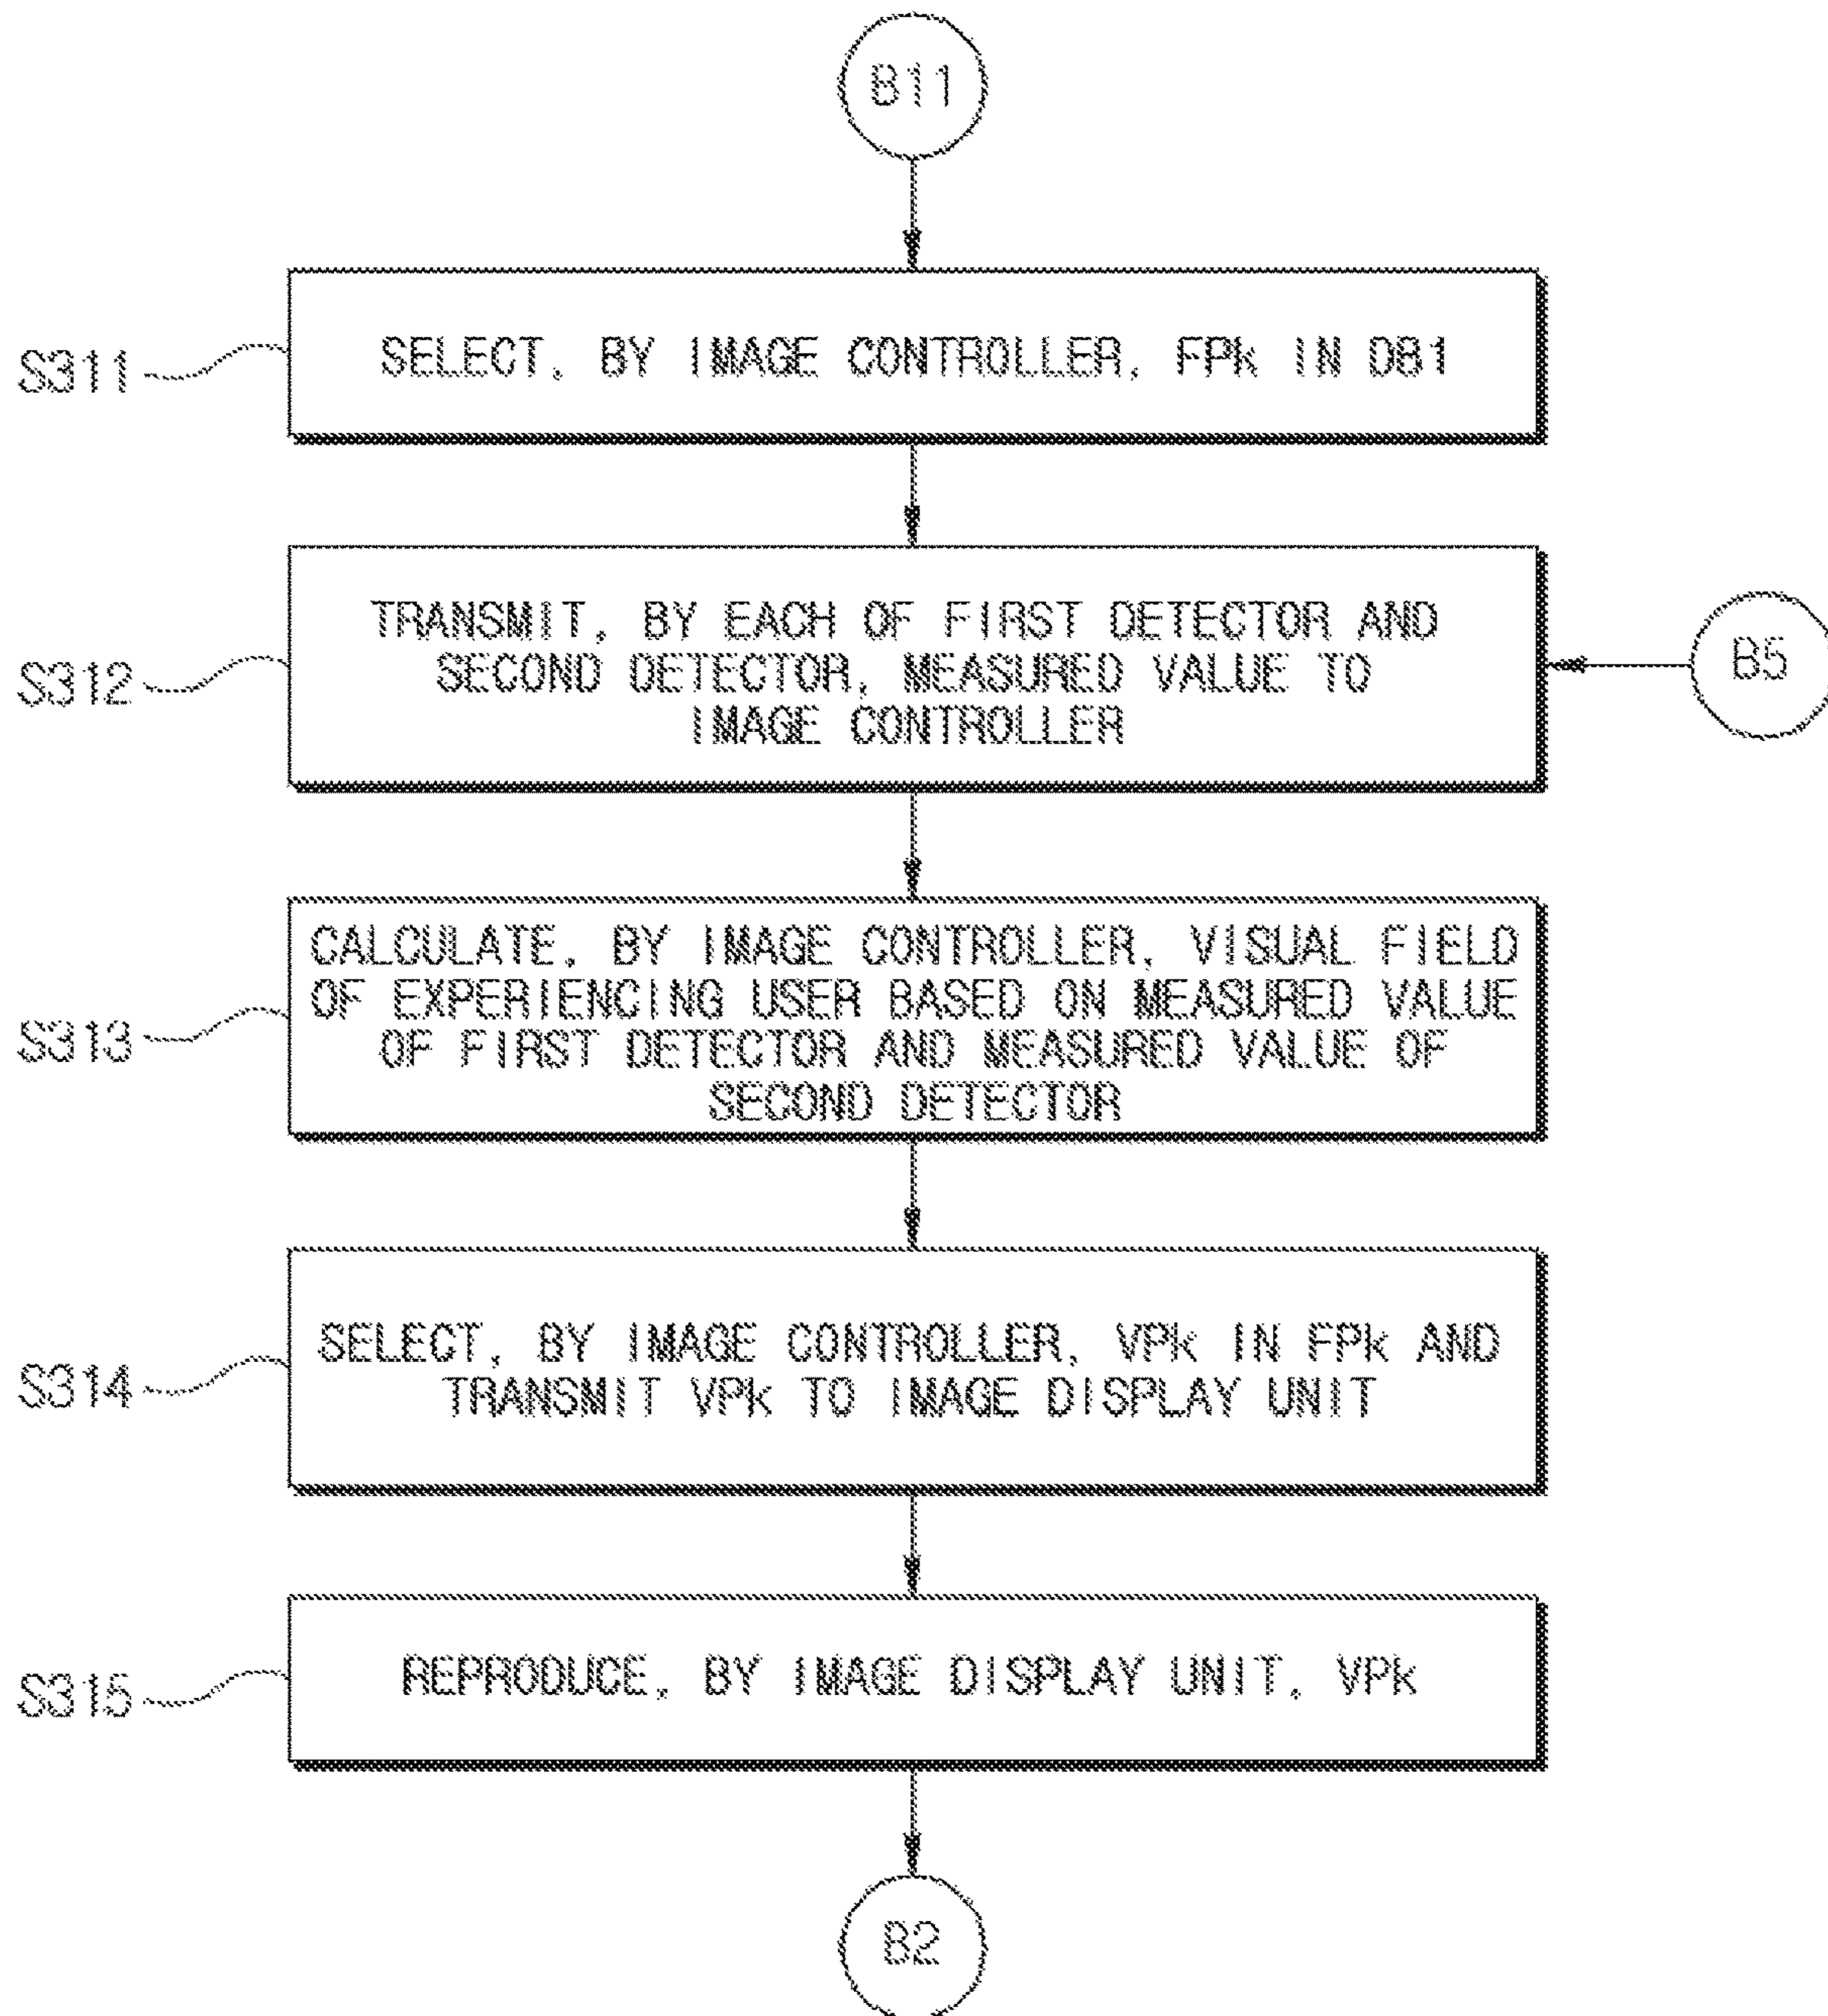 B11
S311
SELECT, BY IMAGE CONTROLLER, FPk IN DB1
S312
TRANSMIT, BY EACH OF FIRST DETECTOR AND
SECOND DETECTOR, MEASURED VALUE TO
IMAGE CONTROLLER
B5
S313
CALCULATE, BY IMAGE CONTROLLER, VISUAL FIELD
OF EXPERIENCING USER BASED ON MEASURED VALUE
OF FIRST DETECTOR AND MEASURED VALUE OF
SECOND DETECTOR
S314
SELECT, BY IMAGE CONTROLLER, VPk IN FPk AND
TRANSMIT VPk TO IMAGE DISPLAY UNIT
S315
REPRODUCE, BY IMAGE DISPLAY UNIT, VPk
B2